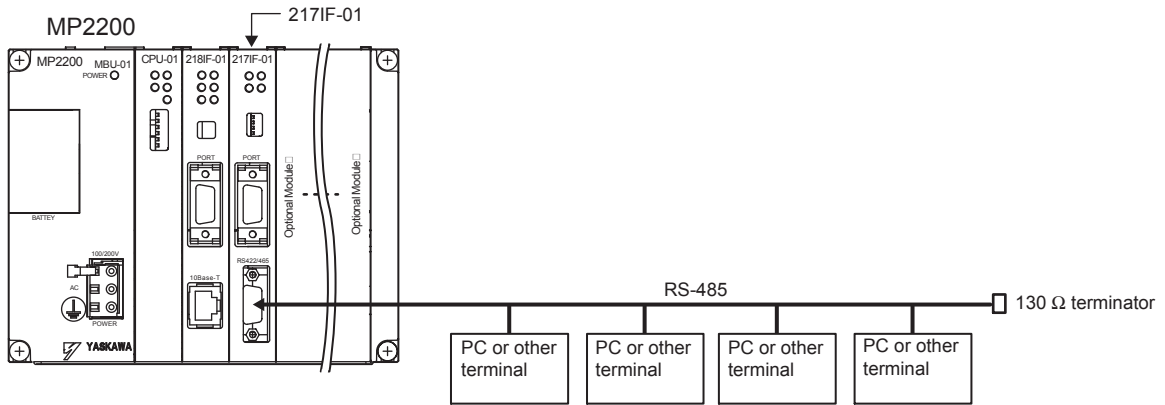 217IF-01
MP2200
MP2200 MBU-01
POWER
CPU-01
218IF-01
217IF-01
PORT
PORT
Optional Module□
Optional Module□
BATTEY
100/200V
AC
POWER
10Base-T
RS422/465
YASKAWA
RS-485
130 Ω terminator
PC or other
terminal
PC or other
terminal
PC or other
terminal
PC or other
terminal